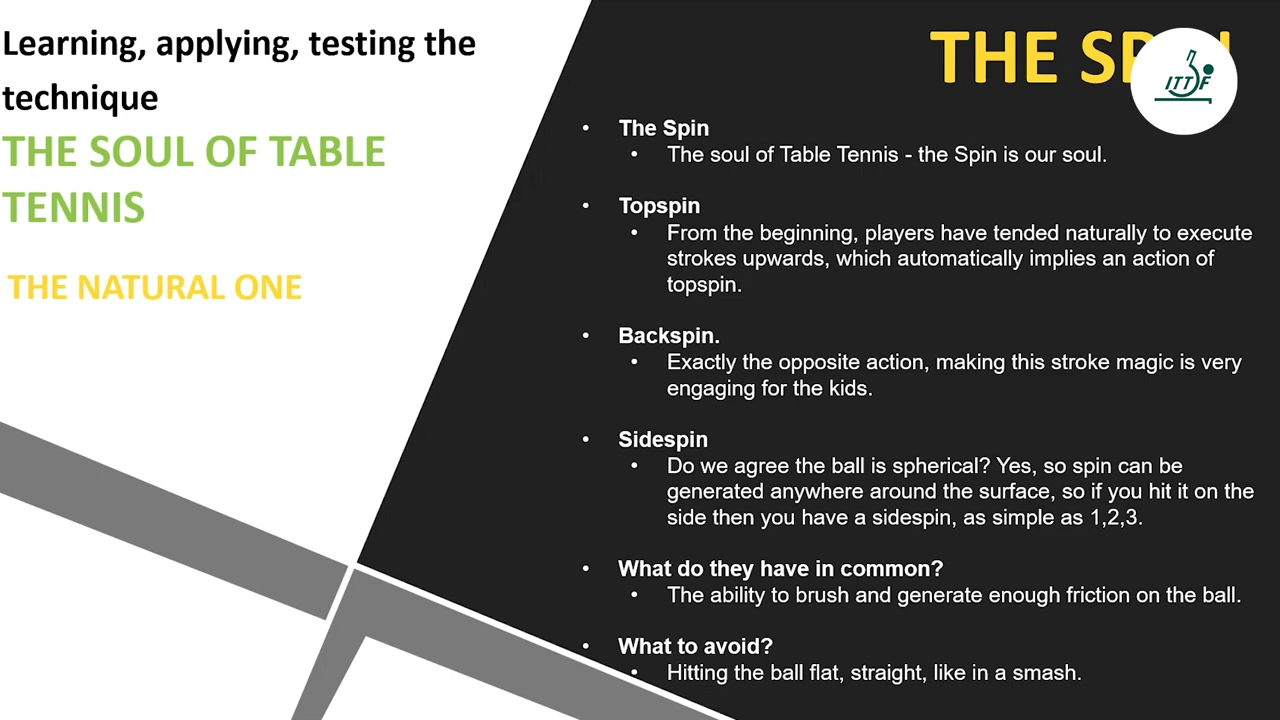 Learning, applying, testing the
technique
THE SOUL OF TABLE
TENNIS
THE NATURAL ONE
THE
ITTF
• The Spin
• The soul of Table Tennis - the Spin is our soul.
• Topspin
• From the beginning, players have tended naturally to execute
strokes upwards, which automatically implies an action of
topspin.
• Backspin.
• Exactly the opposite action, making this stroke magic is very
engaging for the kids.
• Sidespin
• Do we agree the ball is spherical? Yes, so spin can be
generated anywhere around the surface, so if you hit it on the
side then you have a sidespin, as simple as 1,2,3.
• What do they have in common?
• The ability to brush and generate enough friction on the ball.
• What to avoid?
• Hitting the ball flat, straight, like in a smash.